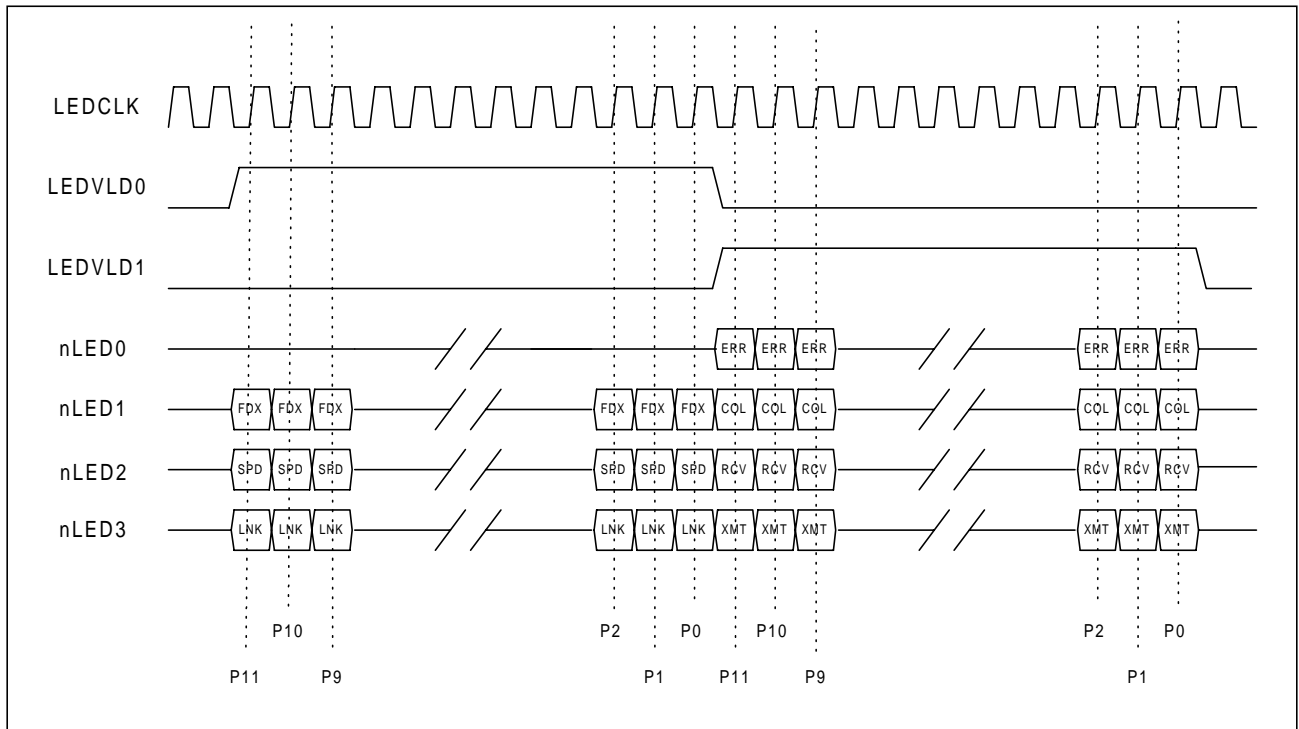 LEDCLK
LEDVLD0
LEDVLD1
nLED0 ERR ERR ERR ERR ERR ERR
nLED1 FDX FDX FDX FDX FDX FDX COL COL COL COL COL COL
nLED2 SPD SPD SPD SPD SPD SPD RCV RCV RCV RCV RCV RCV
nLED3 LNK LNK LNK LNK LNK LNK XMT XMT XMT XMT XMT XMT
P10 P2 P0 P10 P2 P0
P11 P9 P1 P11 P9 P1